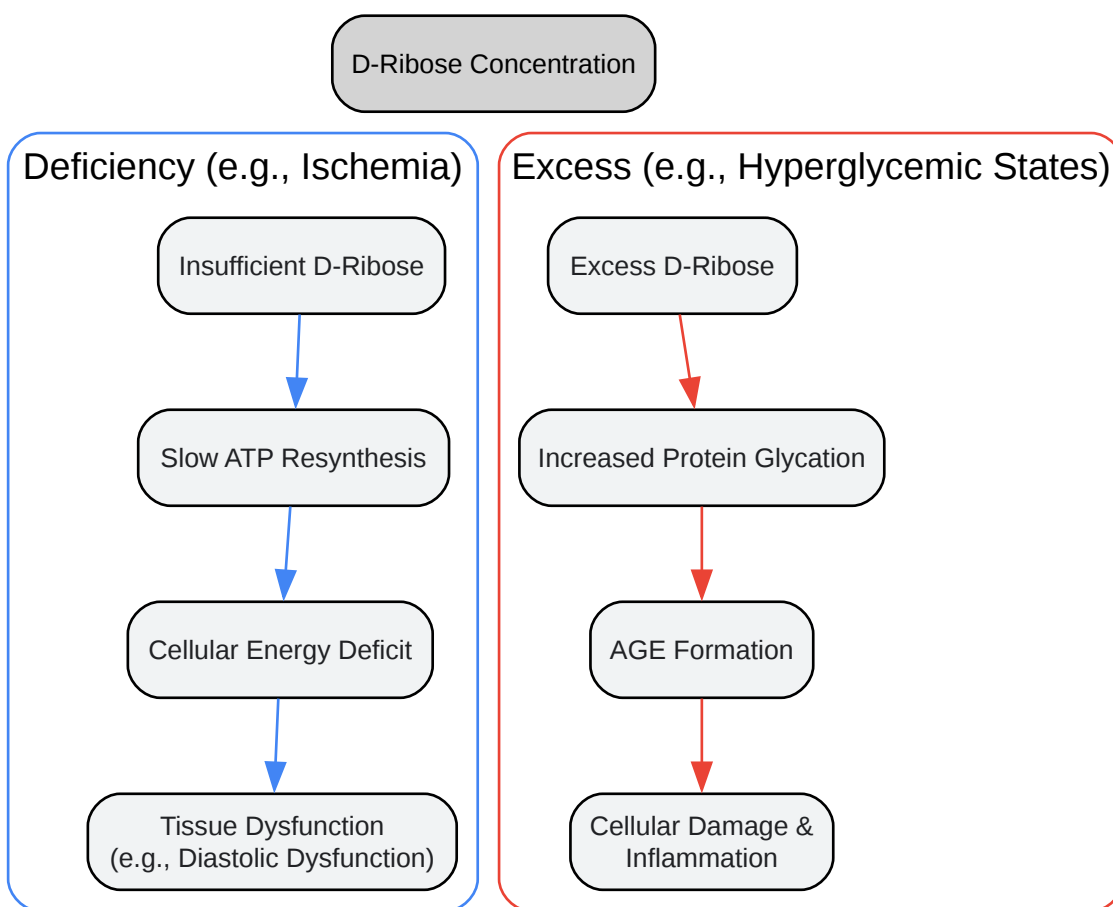 D-Ribose Concentration
Deficiency (e.g., Ischemia)
Insufficient D-Ribose
Slow ATP Resynthesis
Cellular Energy Deficit
Tissue Dysfunction
(e.g., Diastolic Dysfunction)
Excess (e.g., Hyperglycemic States)
Excess D-Ribose
Increased Protein Glycation
AGE Formation
Cellular Damage &
Inflammation